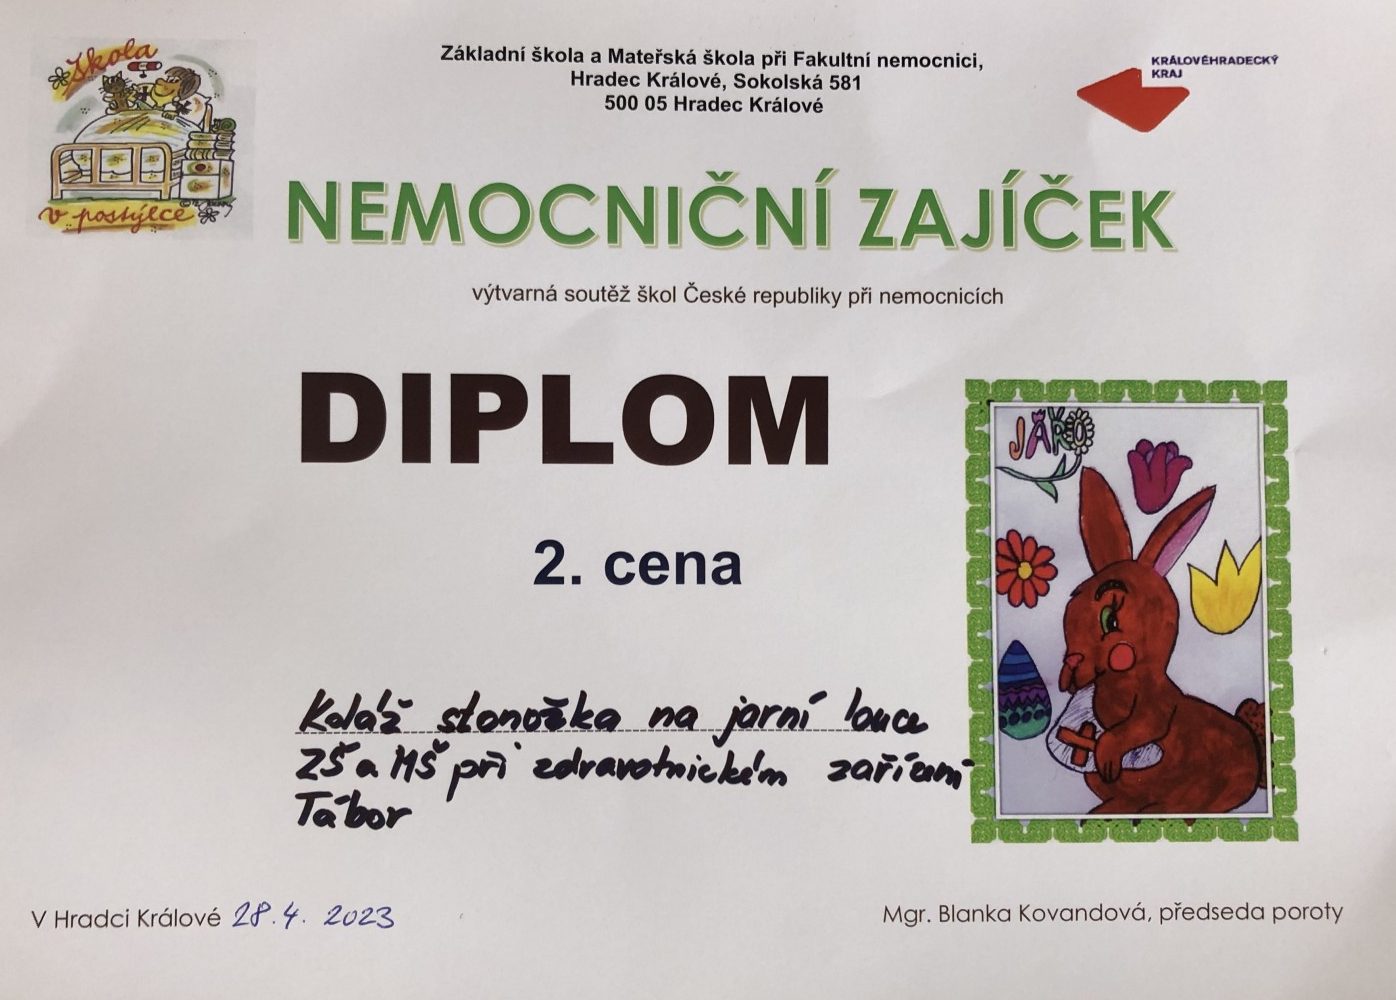 Škola
v postýlce
Základní škola a Mateřská škola při Fakultní nemocnici,
Hradec Králové, Sokolská 581
500 05 Hradec Králové
KRÁLOVÉHRADECKÝ
KRAJ
NEMOCNIČNÍ ZAJÍČEK
výtvarná soutěž škol České republiky při nemocnicích
DIPLOM
2. cena
JARO
Koláž stonožka na jarní louce
ZŠ a MŠ při zdravotnickém zařízení
Tábor
V Hradci Králové 28.4. 2023
Mgr. Blanka Kovandová, předseda poroty